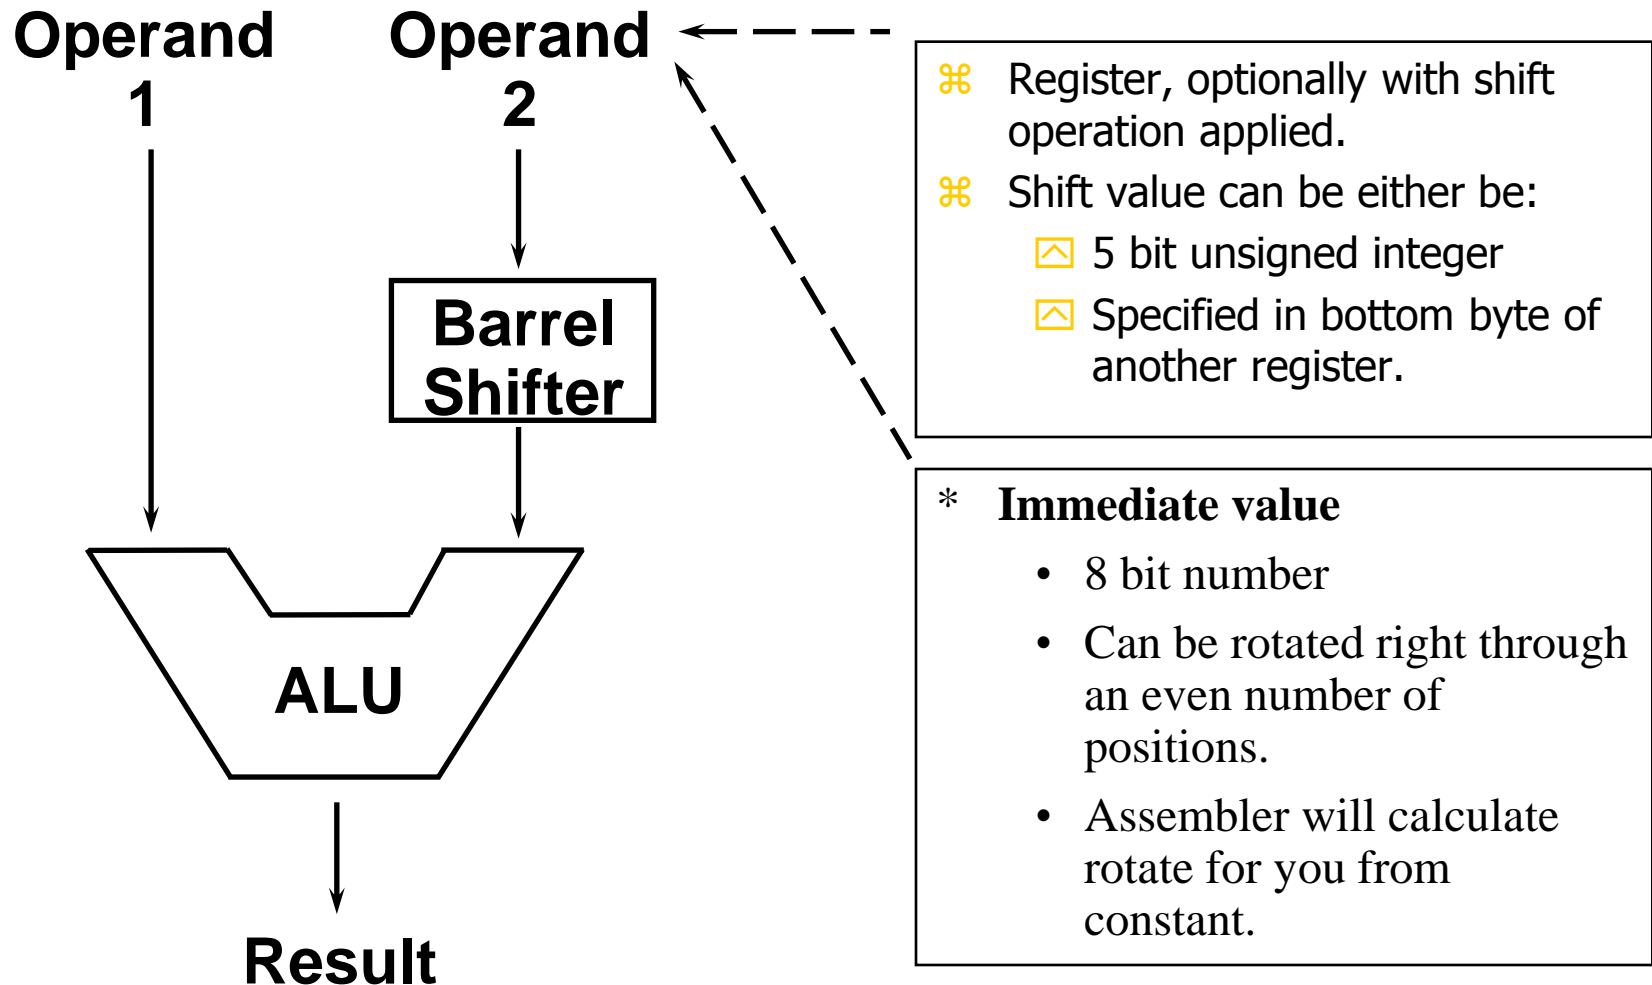 Operand
1
Operand
2
Barrel
Shifter
ALU
Result
⌘ Register, optionally with shift
operation applied.
⌘ Shift value can be either be:
5 bit unsigned integer
Specified in bottom byte of
another register.
* Immediate value
• 8 bit number
• Can be rotated right through
an even number of
positions.
• Assembler will calculate
rotate for you from
constant.